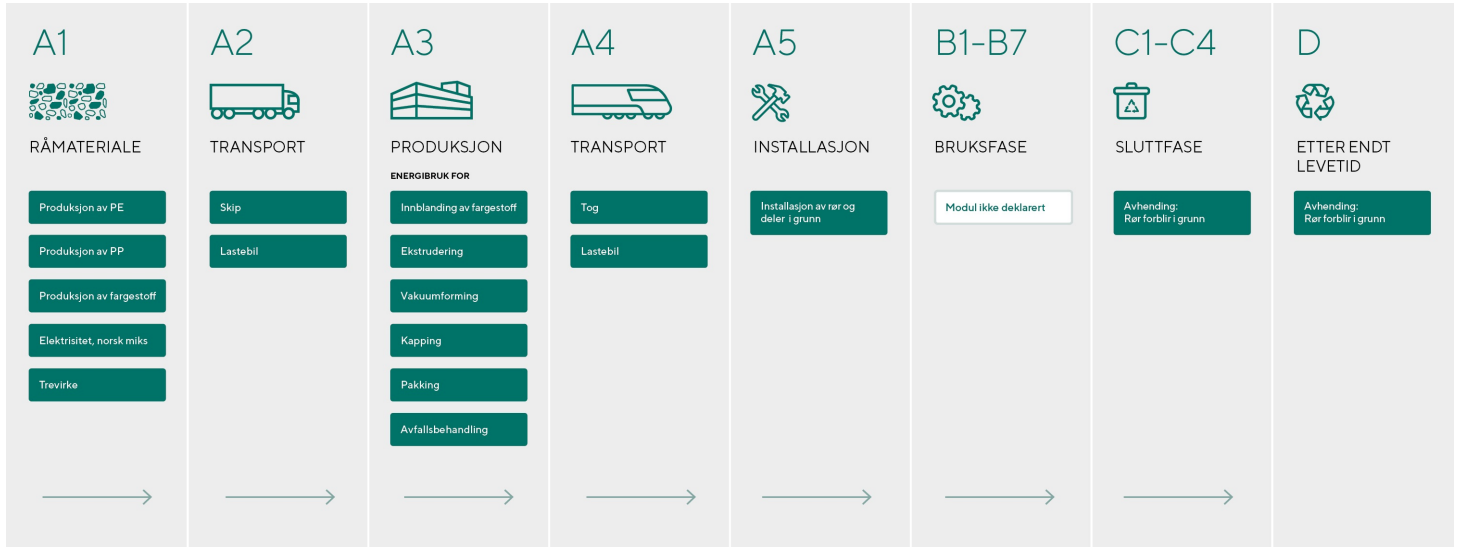 A1
RÅMATERIALE
Produksjon av PE
Produksjon av PP
Produksjon av fargestoff
Elektrisitet, norsk miks
Trevirke
A2
TRANSPORT
Skip
Lastebil
A3
PRODUKSJON
ENERGIBRUK FOR
Innblanding av fargestoff
Ekstrudering
Vakuumforming
Kapping
Pakking
Avfallsbehandling
A4
TRANSPORT
Tog
Lastebil
A5
INSTALLASJON
Installasjon av rør og
deler i grunn
B1-B7
BRUKSFASE
Modul ikke deklarert
C1-C4
SLUTTFASE
Avhending:
Rør forblir i grunn
D
ETTER ENDT
LEVETID
Avhending:
Rør forblir i grunn